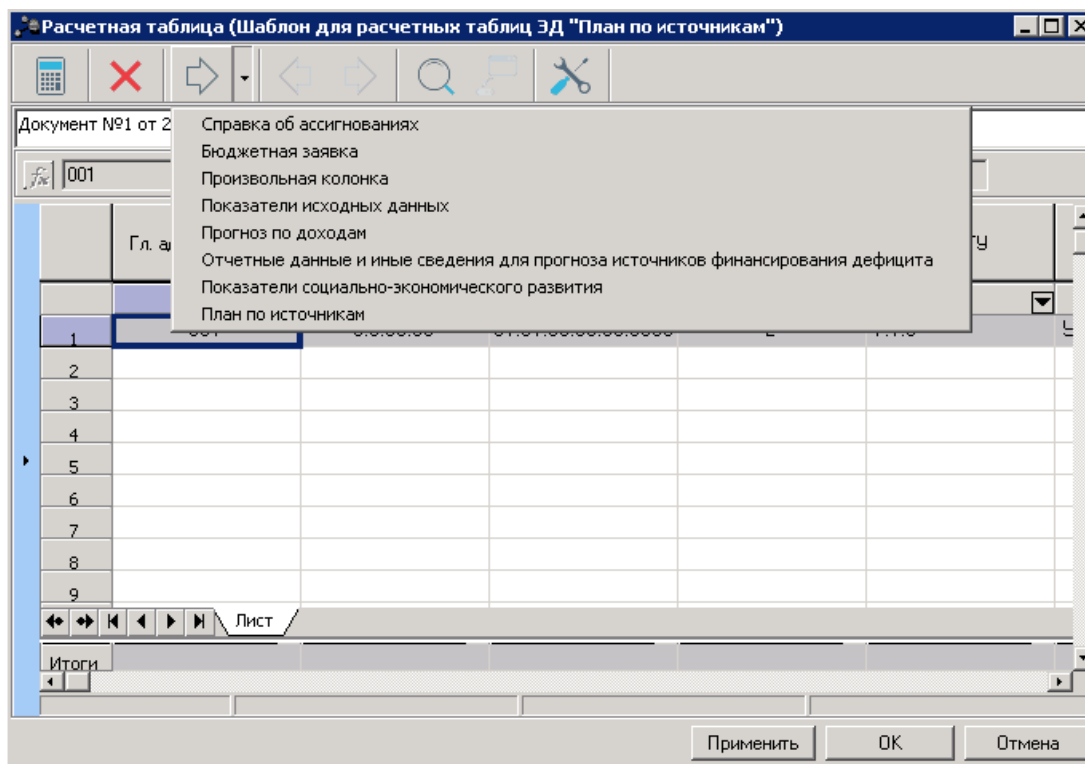 Расчетная таблица (Шаблон для расчетных таблиц ЭД "План по источникам")
Документ №1 от 2
Справка об ассигнованиях
Бюджетная заявка
Произвольная колонка
Показатели исходных данных
Прогноз по доходам
Отчетные данные и иные сведения для прогноза источников финансирования дефицита
Показатели социально-экономического развития
План по источникам
fx 001
Гл. а
1
2
3
4
5
6
7
8
9
Лист
Итоги
Применить OK Отмена